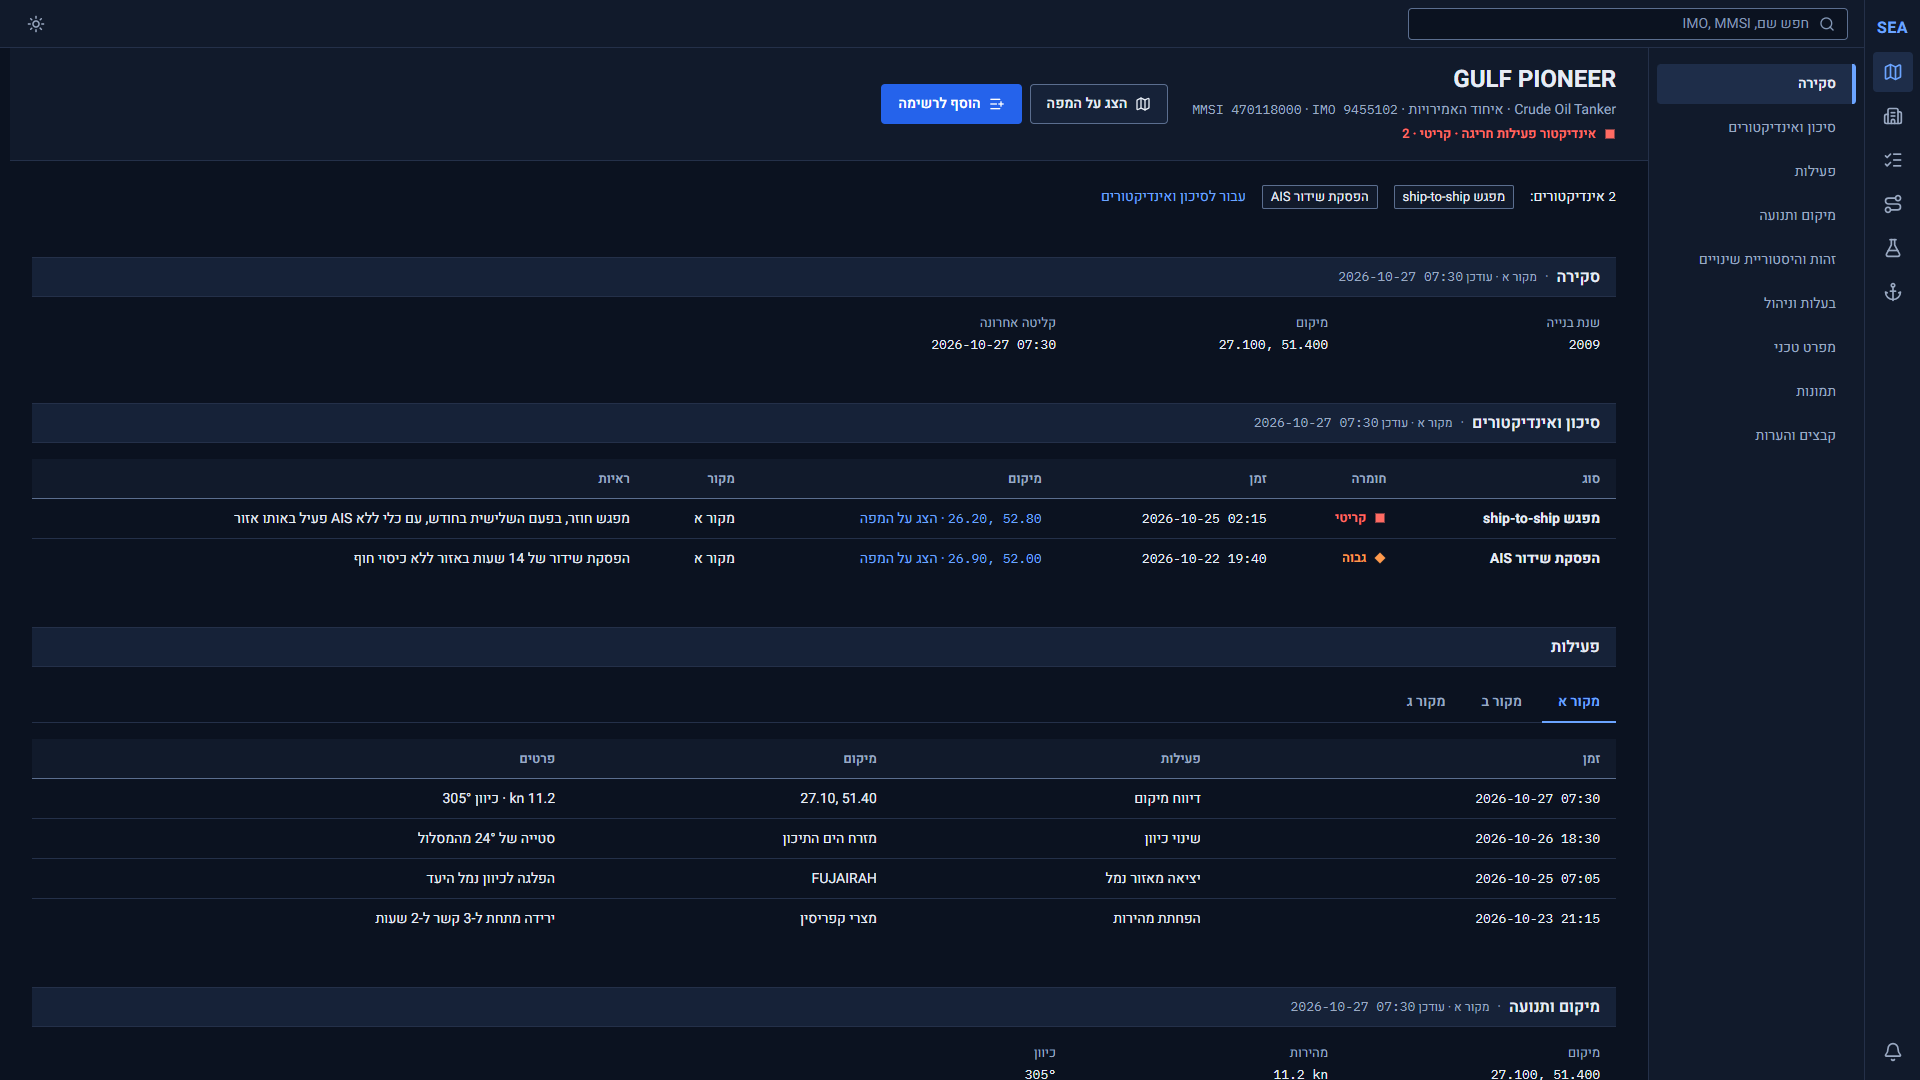 SEA
חפש שם, IMO, MMSI
סקירה
סיכון ואינדיקטורים
פעילות
מיקום ותנועה
זהות והיסטוריית שינויים
בעלות וניהול
מפרט טכני
תמונות
קבצים והערות
GULF PIONEER
Crude Oil Tanker · איחוד האמירויות · IMO 9455102 · MMSI 470118000
אינדיקטור פעילות חריגה · קריטי · 2
הצג על המפה
הוסף לרשימה
2 אינדיקטורים: מפגש ship-to-ship הפסקת שידור AIS עבור לסיכון ואינדיקטורים
סקירה · מקור א · עודכן 2026-10-27 07:30
שנת בנייה מיקום קליטה אחרונה
2009 27.100, 51.400 2026-10-27 07:30
סיכון ואינדיקטורים · מקור א · עודכן 2026-10-27 07:30
סוג חומרה זמן מיקום מקור ראיות
מפגש ship-to-ship קריטי 2026-10-25 02:15 26.20, 52.80 · הצג על המפה מקור א מפגש חוזר, בפעם השלישית בחודש, עם כלי ללא AIS פעיל באותו אזור
הפסקת שידור AIS גבוה 2026-10-22 19:40 26.90, 52.00 · הצג על המפה מקור א הפסקת שידור של 14 שעות באזור ללא כיסוי חוף
פעילות
מקור א מקור ב מקור ג
זמן פעילות מיקום פרטים
2026-10-27 07:30 דיווח מיקום 27.10, 51.40 11.2 kn · כיוון 305°
2026-10-26 18:30 שינוי כיוון מזרח הים התיכון סטייה של 24° מהמסלול
2026-10-25 07:05 יציאה מאזור נמל FUJAIRAH הפלגה לכיוון נמל היעד
2026-10-23 21:15 הפחתת מהירות מצרי קפריסין ירידה מתחת ל-3 קשר ל-2 שעות
מיקום ותנועה · מקור א · עודכן 2026-10-27 07:30
מיקום מהירות כיוון
27.100, 51.400 11.2 kn 305°